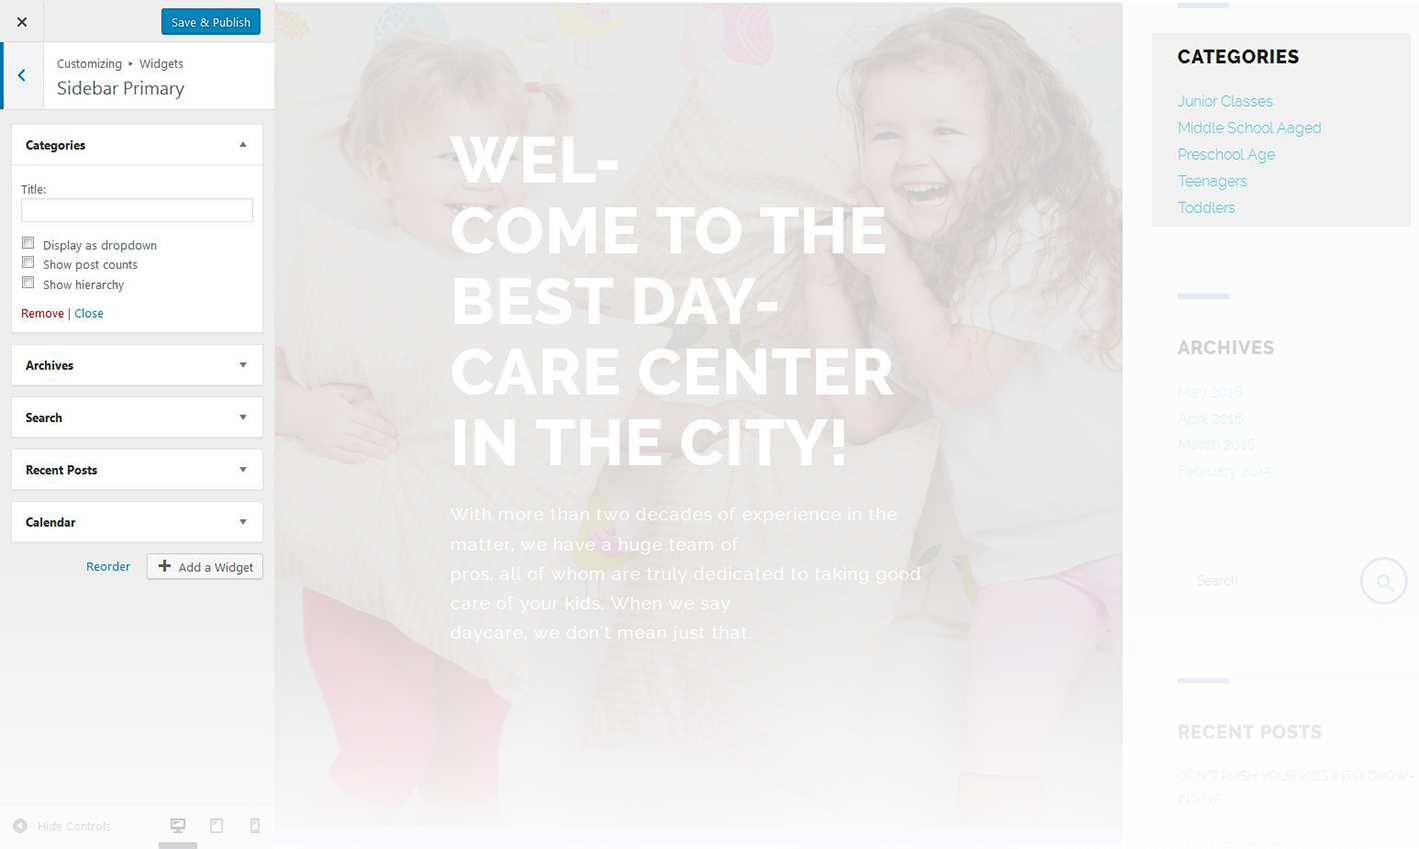 Save & Publish
Customizing ▸ Widgets
Sidebar Primary
Categories
Title:
Display as dropdown
Show post counts
Show hierarchy
Remove | Close
Archives
Search
Recent Posts
Calendar
Reorder
Add a Widget
Hide Controls
WEL-
COME TO THE
BEST DAY-
CARE CENTER
IN THE CITY!
With more than two decades of experience in the
matter, we have a huge team of
pros, all of whom are truly dedicated to taking good
care of your kids. When we say
daycare, we don't mean just that.
CATEGORIES
Junior Classes
Middle School Aaged
Preschool Age
Teenagers
Toddlers
ARCHIVES
May 2016
April 2016
March 2016
February 2015
Search ...
RECENT POSTS
DON'T RUSH YOUR KIDS INTO GROW-
ING UP